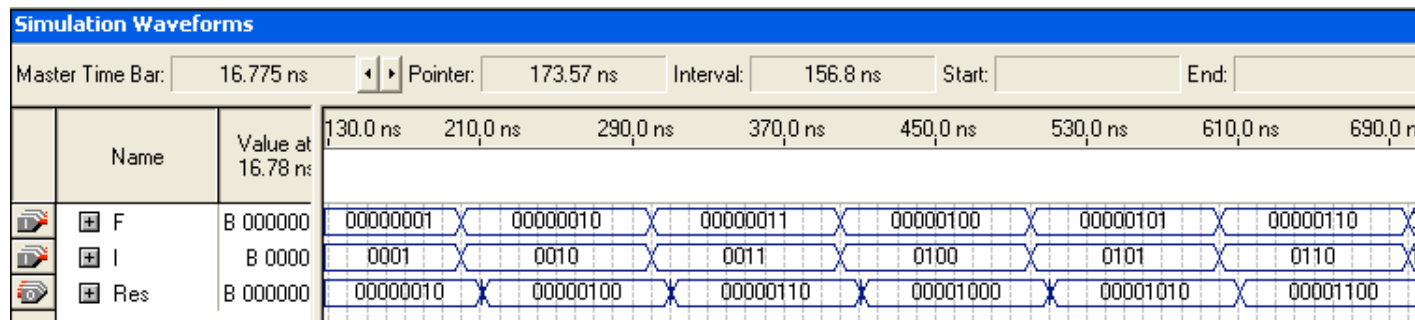 Simulation Waveforms
Master Time Bar: 16.775 ns Pointer: 173.57 ns Interval: 156.8 ns Start: End:
Name Value at 16.78 ns 130.0 ns 210.0 ns 290.0 ns 370.0 ns 450.0 ns 530.0 ns 610.0 ns 690.0 n
F B 000000 00000001 00000010 00000011 00000100 00000101 00000110
I B 0000 0001 0010 0011 0100 0101 0110
Res B 000000 00000010 00000100 00000110 00001000 00001010 00001100